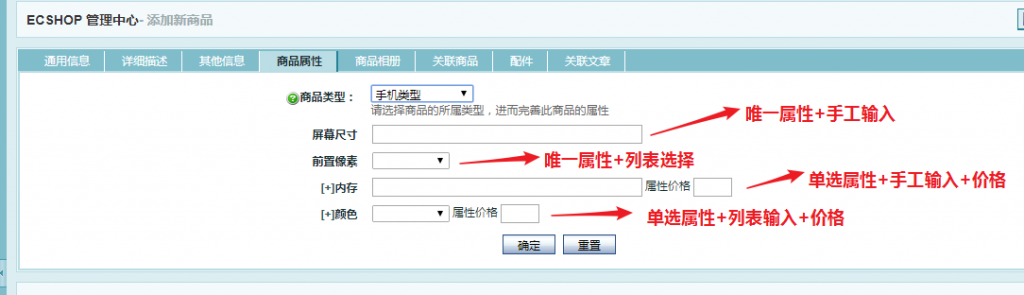 ECSHOP 管理中心- 添加新商品
通用信息 详细描述 其他信息 商品属性 商品相册 关联商品 配件 关联文章
商品类型： 手机类型
请选择商品的所属类型，进而完善此商品的属性
屏幕尺寸 唯一属性+手工输入
前置像素 唯一属性+列表选择
[+]内存 属性价格 单选属性+手工输入+价格
[+]颜色 属性价格 单选属性+列表输入+价格
确定 重置